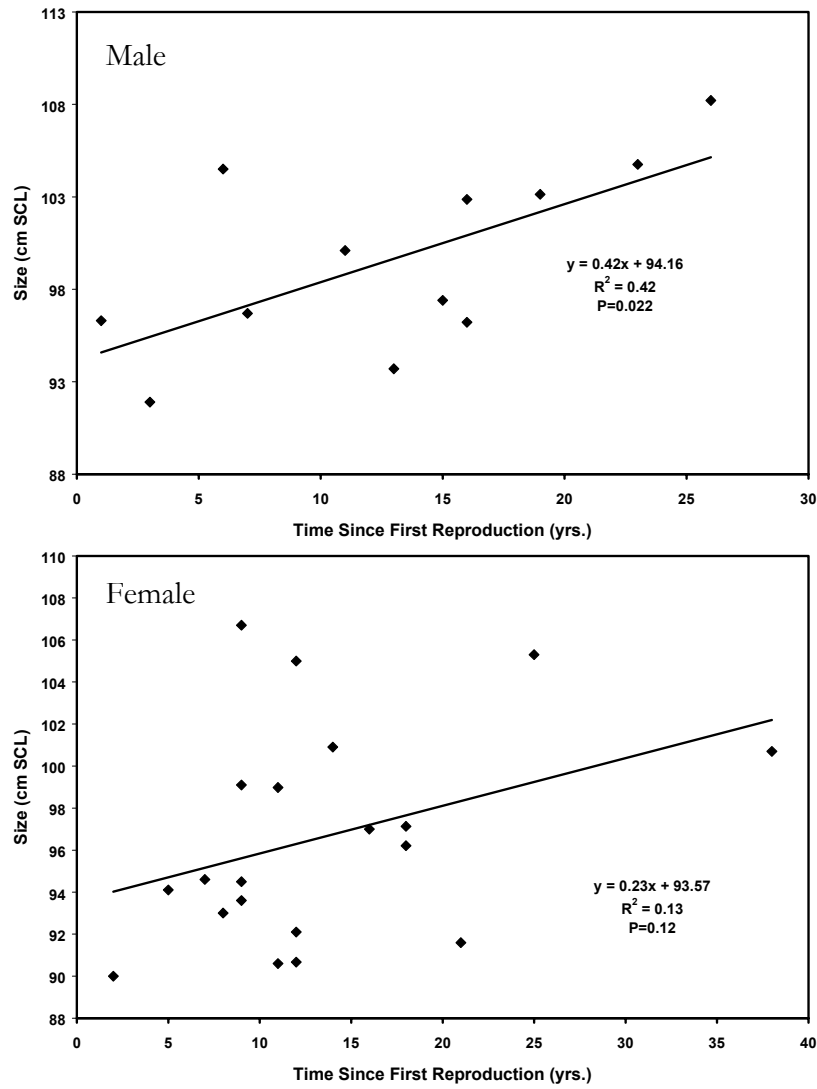 113
Male
108
103
98
93
88
Size (cm SCL)
y = 0.42x + 94.16
R² = 0.42
P=0.022
0 5 10 15 20 25 30
Time Since First Reproduction (yrs.)
110
Female
108
106
104
102
100
98
96
94
92
90
88
Size (cm SCL)
y = 0.23x + 93.57
R² = 0.13
P=0.12
0 5 10 15 20 25 30 35 40
Time Since First Reproduction (yrs.)